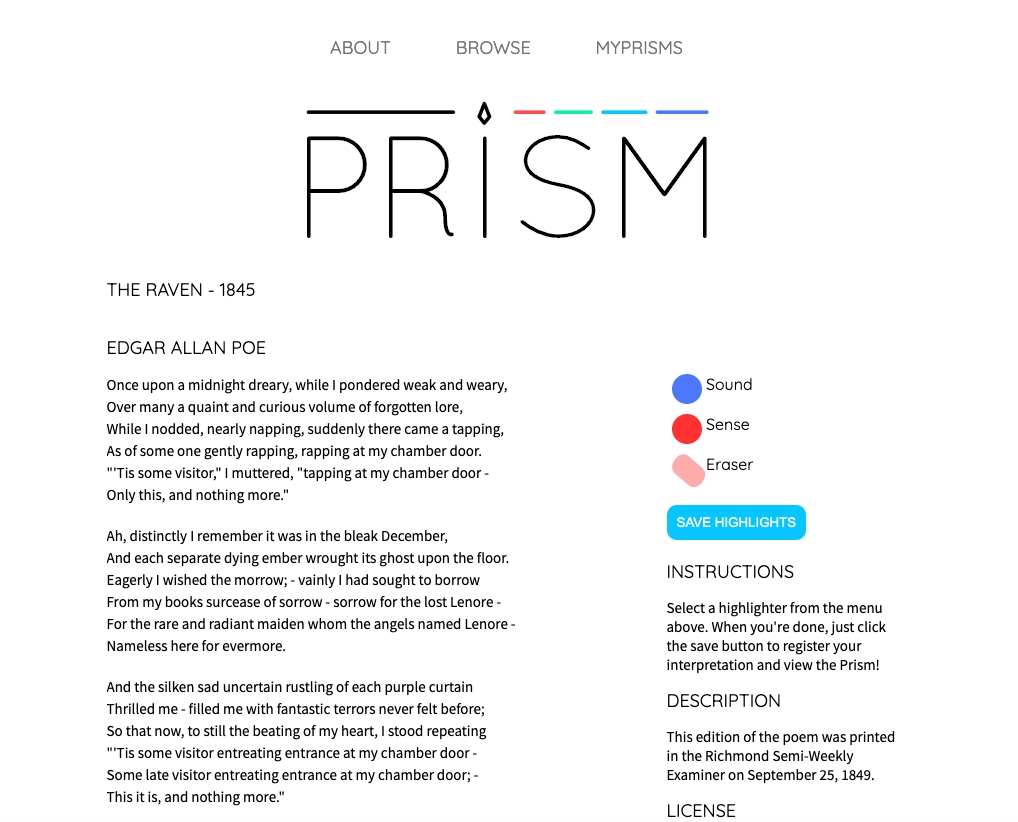 ABOUT BROWSE MYPRISMS
PRiSM
THE RAVEN - 1845
EDGAR ALLAN POE
Once upon a midnight dreary, while I pondered weak and weary,
Over many a quaint and curious volume of forgotten lore,
While I nodded, nearly napping, suddenly there came a tapping,
As of some one gently rapping, rapping at my chamber door.
"'Tis some visitor," I muttered, "tapping at my chamber door -
Only this, and nothing more."
Ah, distinctly I remember it was in the bleak December,
And each separate dying ember wrought its ghost upon the floor.
Eagerly I wished the morrow; - vainly I had sought to borrow
From my books surcease of sorrow - sorrow for the lost Lenore -
For the rare and radiant maiden whom the angels named Lenore -
Nameless here for evermore.
And the silken sad uncertain rustling of each purple curtain
Thrilled me - filled me with fantastic terrors never felt before;
So that now, to still the beating of my heart, I stood repeating
"'Tis some visitor entreating entrance at my chamber door -
Some late visitor entreating entrance at my chamber door; -
This it is, and nothing more."
Sound
Sense
Eraser
SAVE HIGHLIGHTS
INSTRUCTIONS
Select a highlighter from the menu
above. When you're done, just click
the save button to register your
interpretation and view the Prism!
DESCRIPTION
This edition of the poem was printed
in the Richmond Semi-Weekly
Examiner on September 25, 1849.
LICENSE